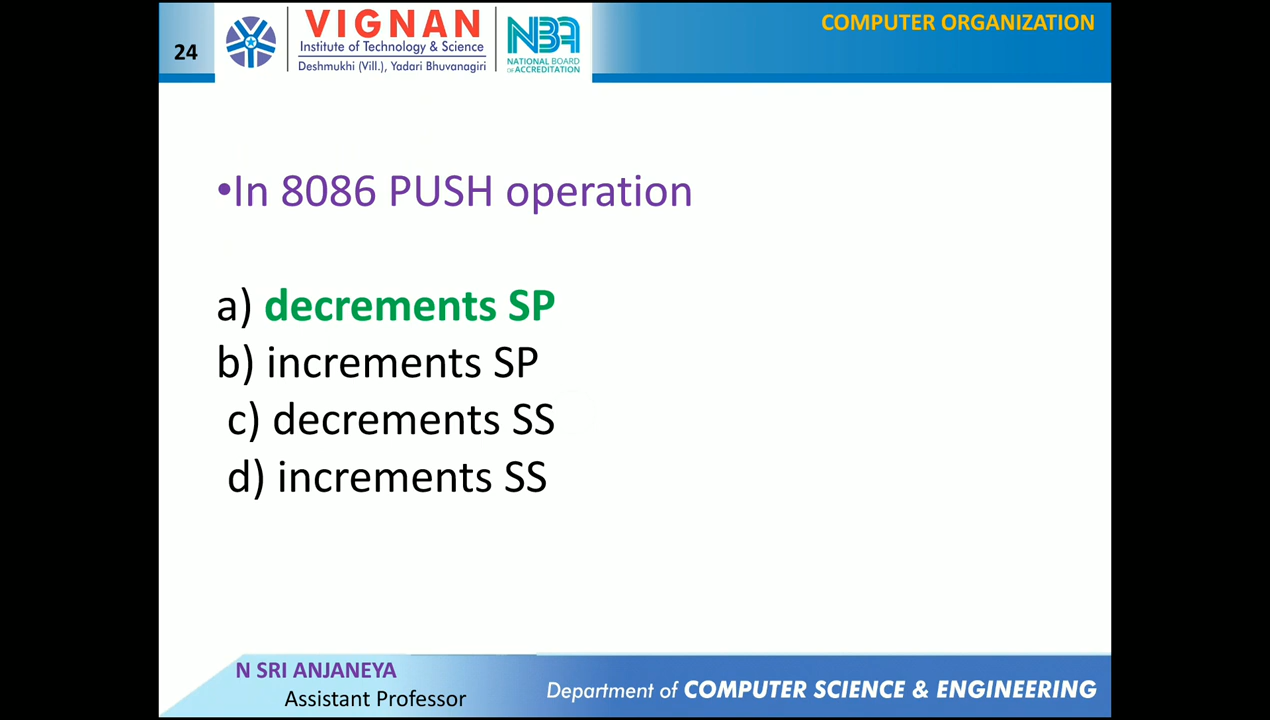 24
VIGNAN
Institute of Technology & Science
Deshmukhi (Vill.), Yadari Bhuvanagiri
NBA
NATIONAL BOARD
OF ACCREDITATION
COMPUTER ORGANIZATION
•In 8086 PUSH operation
a) decrements SP
b) increments SP
c) decrements SS
d) increments SS
N SRI ANJANEYA
Assistant Professor
Department of COMPUTER SCIENCE & ENGINEERING